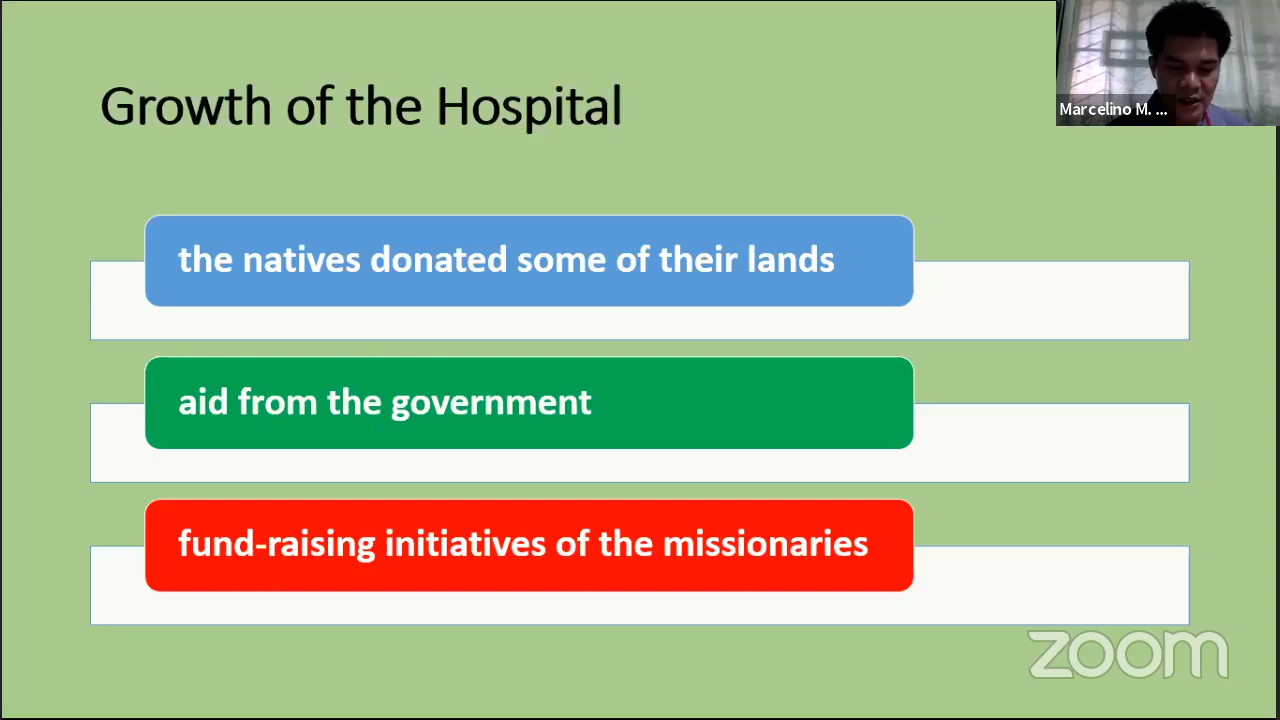 Growth of the Hospital
Marcelino M. ...
the natives donated some of their lands
aid from the government
fund-raising initiatives of the missionaries
zoom